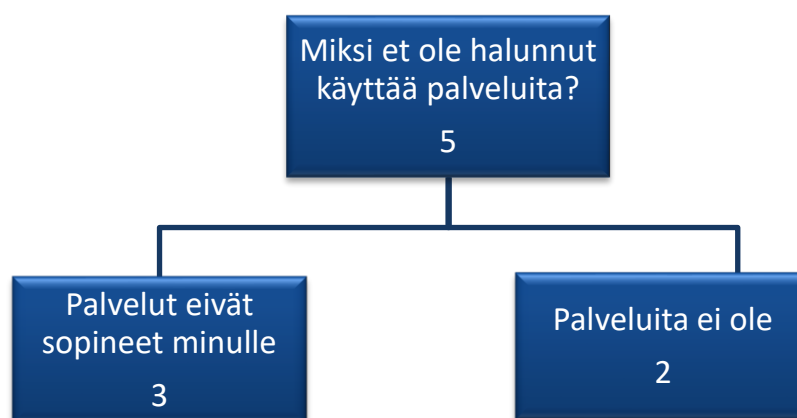 Miksi et ole halunnut
käyttää palveluita?
5
Palvelut eivät
sopineet minulle
3
Palveluita ei ole
2